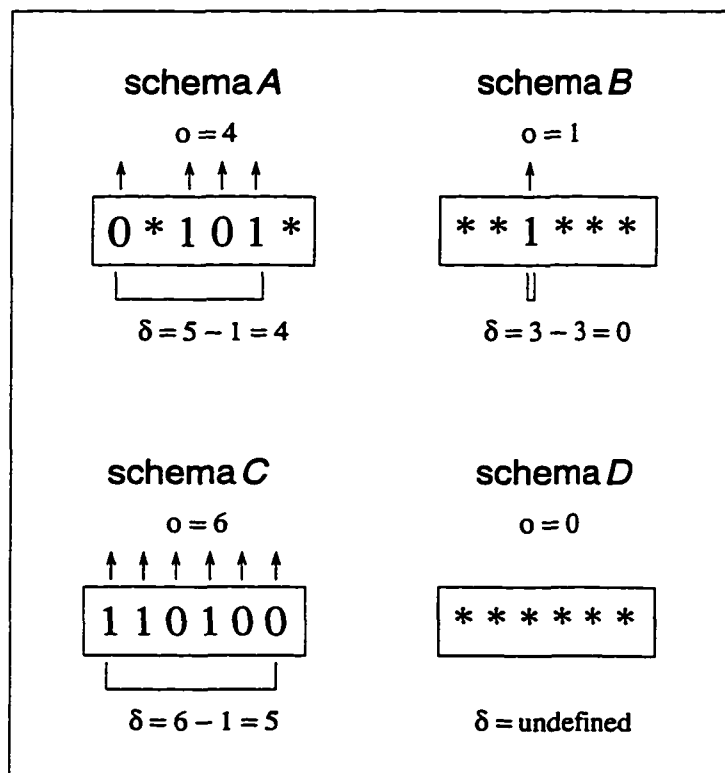 schema A
o = 4
0 * 1 0 1 *
δ = 5 – 1 = 4
schema B
o = 1
* * 1 * * *
δ = 3 – 3 = 0
schema C
o = 6
1 1 0 1 0 0
δ = 6 – 1 = 5
schema D
o = 0
* * * * * *
δ = undefined